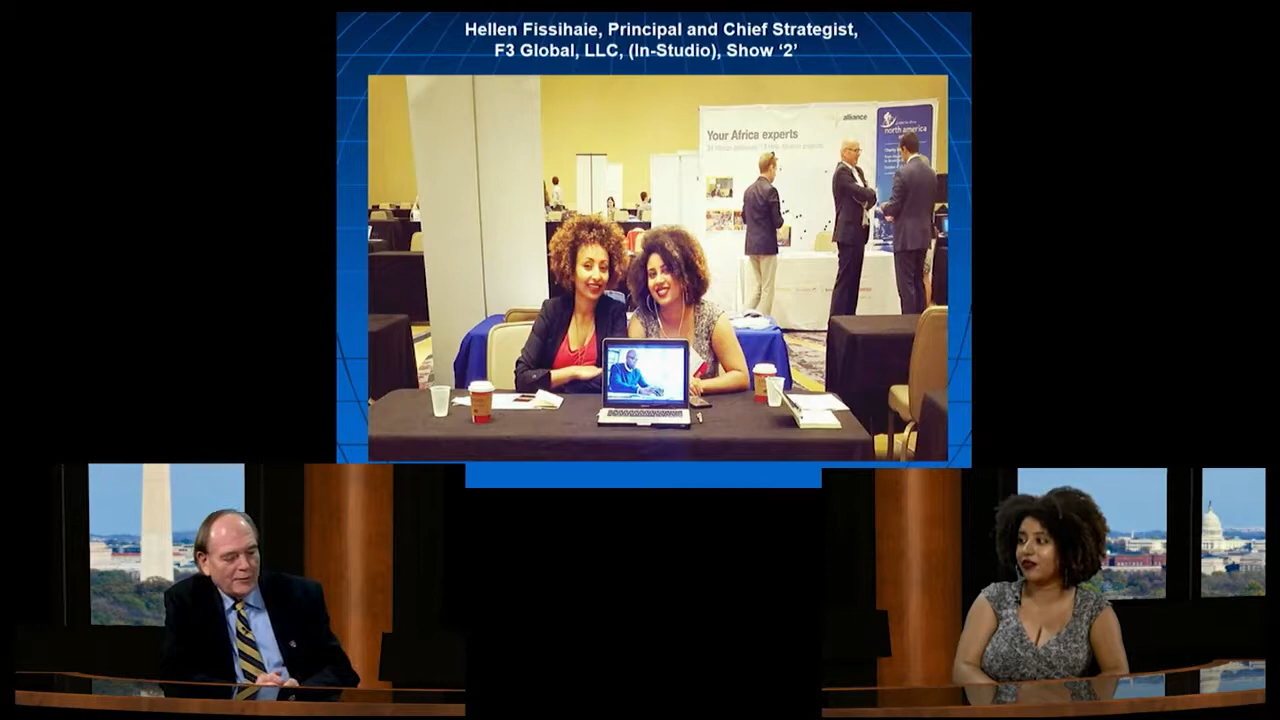 Hellen Fissihaie, Principal and Chief Strategist,
F3 Global, LLC, (In-Studio), Show ‘2’
alliance
Your Africa experts
north america